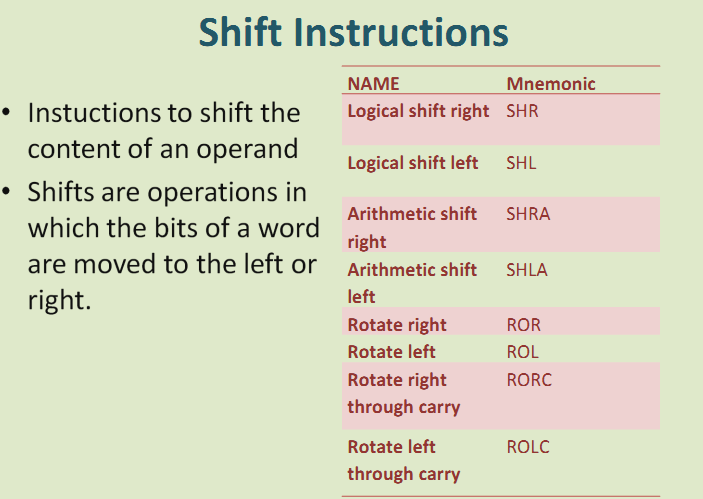 Shift Instructions
• Instuctions to shift the
content of an operand
• Shifts are operations in
which the bits of a word
are moved to the left or
right.
NAME Mnemonic
Logical shift right SHR
Logical shift left SHL
Arithmetic shift SHRA
right
Arithmetic shift SHLA
left
Rotate right ROR
Rotate left ROL
Rotate right RORC
through carry
Rotate left ROLC
through carry